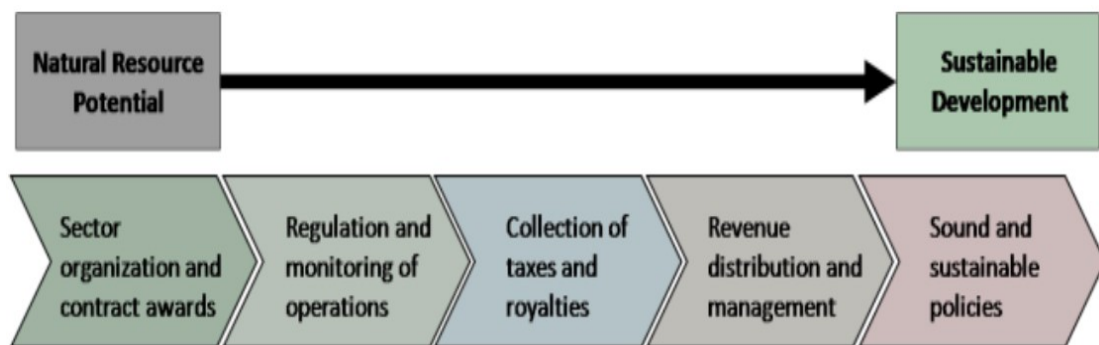 Natural Resource
Potential
Sustainable
Development
Sector
organization and
contract awards
Regulation and
monitoring of
operations
Collection of
taxes and
royalties
Revenue
distribution and
management
Sound and
sustainable
policies